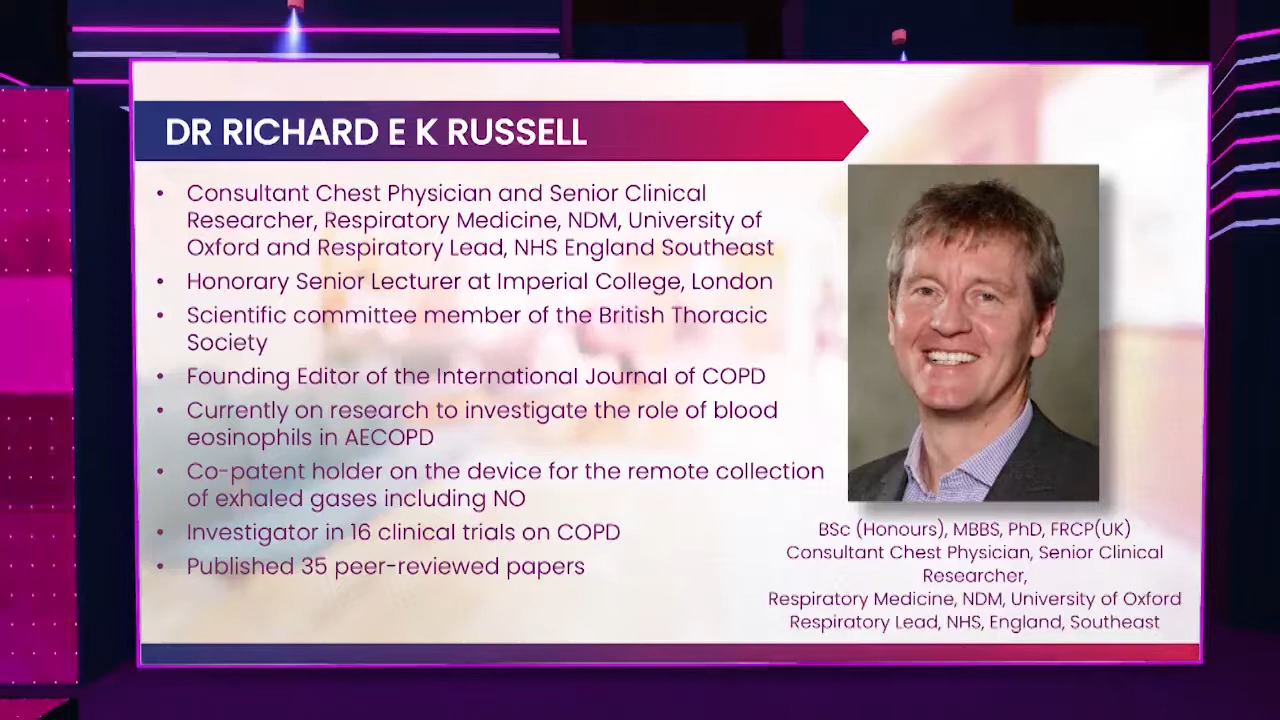 DR RICHARD E K RUSSELL
• Consultant Chest Physician and Senior Clinical
Researcher, Respiratory Medicine, NDM, University of
Oxford and Respiratory Lead, NHS England Southeast
• Honorary Senior Lecturer at Imperial College, London
• Scientific committee member of the British Thoracic
Society
• Founding Editor of the International Journal of COPD
• Currently on research to investigate the role of blood
eosinophils in AECOPD
• Co-patent holder on the device for the remote collection
of exhaled gases including NO
• Investigator in 16 clinical trials on COPD
• Published 35 peer-reviewed papers
BSc (Honours), MBBS, PhD, FRCP(UK)
Consultant Chest Physician, Senior Clinical
Researcher,
Respiratory Medicine, NDM, University of Oxford
Respiratory Lead, NHS, England, Southeast